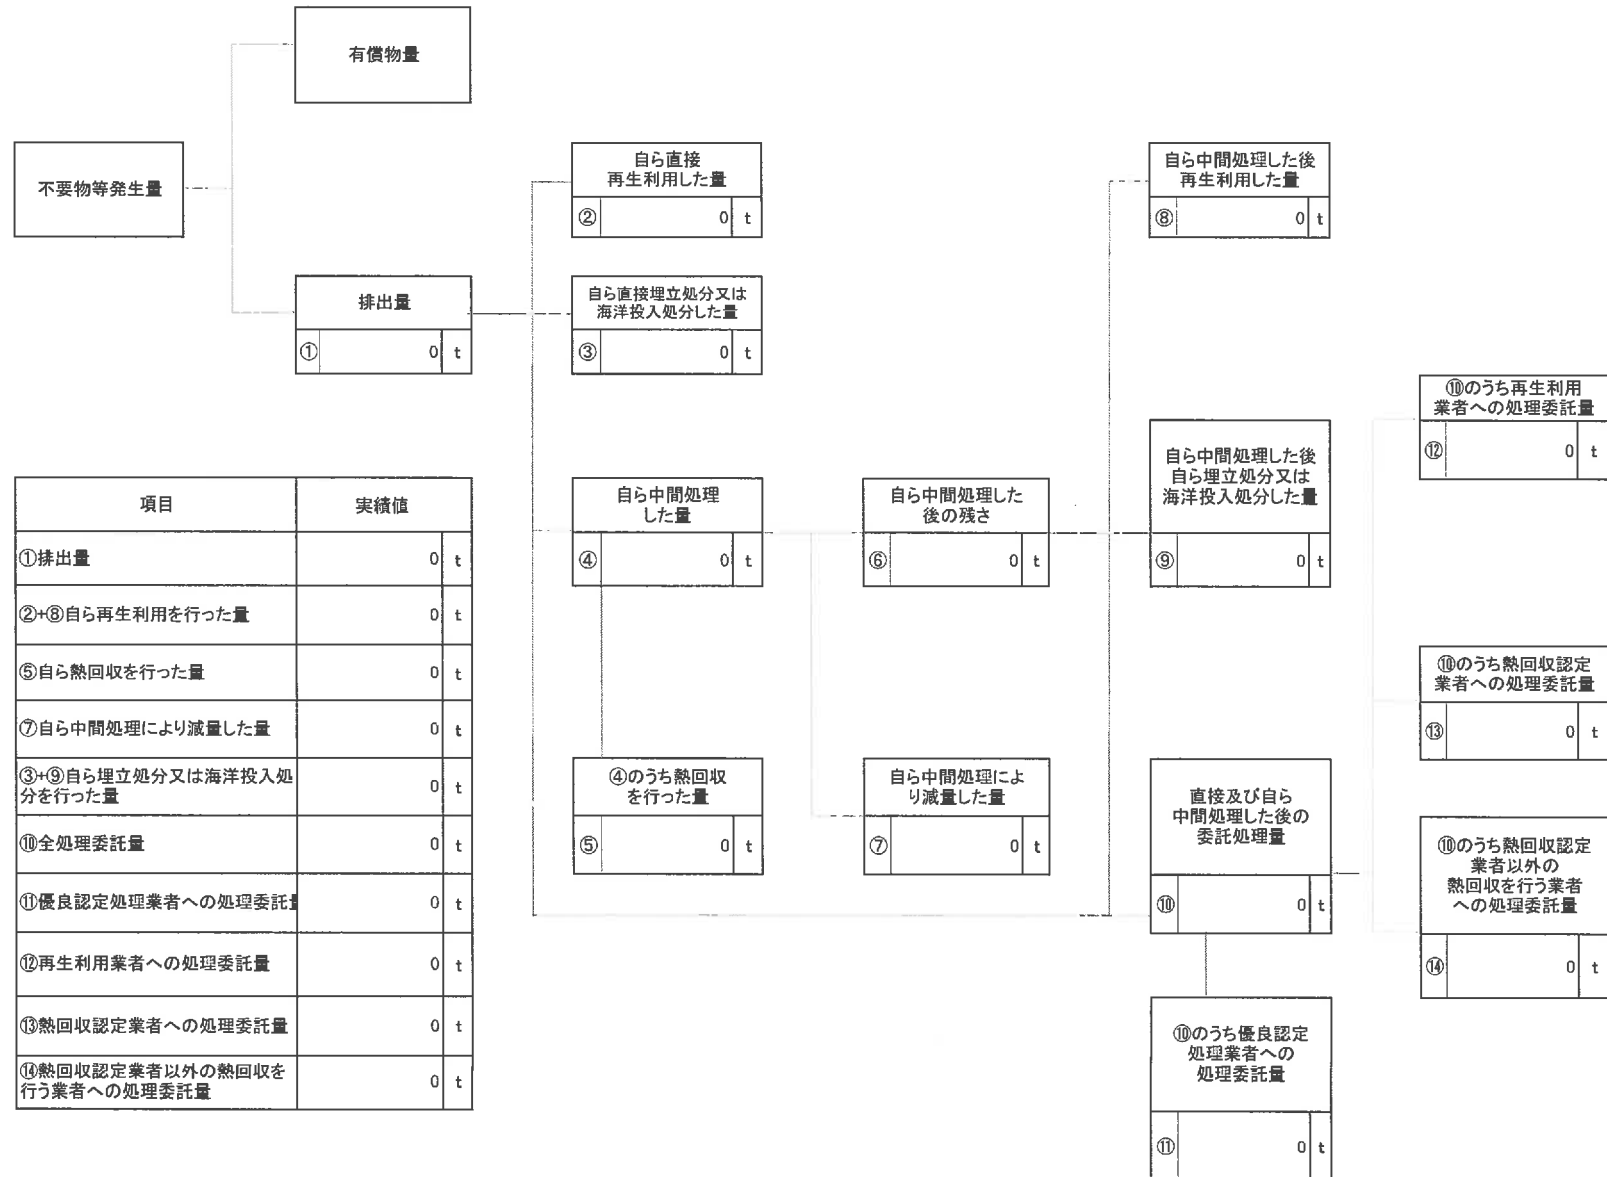 有償物量
不要物等発生量
排出量
① 0 t
自ら直接
再生利用した量
② 0 t
自ら直接埋立処分又は
海洋投入処分した量
③ 0 t
自ら中間処理
した量
④ 0 t
④のうち熱回収
を行った量
⑤ 0 t
自ら中間処理した
後の残さ
⑥ 0 t
自ら中間処理によ
り減量した量
⑦ 0 t
自ら中間処理した後
再生利用した量
⑧ 0 t
自ら中間処理した後
自ら埋立処分又は
海洋投入処分した量
⑨ 0 t
直接及び自ら
中間処理した後の
委託処理量
⑩ 0 t
⑩のうち優良認定
処理業者への
処理委託量
⑪ 0 t
⑩のうち再生利用
業者への処理委託量
⑫ 0 t
⑩のうち熱回収認定
業者への処理委託量
⑬ 0 t
⑩のうち熱回収認定
業者以外の
熱回収を行う業者
への処理委託量
⑭ 0 t
項目 実績値
①排出量 0 t
②+⑧自ら再生利用を行った量 0 t
⑤自ら熱回収を行った量 0 t
⑦自ら中間処理により減量した量 0 t
③+⑨自ら埋立処分又は海洋投入処
分を行った量 0 t
⑩全処理委託量 0 t
⑪優良認定処理業者への処理委託量 0 t
⑫再生利用業者への処理委託量 0 t
⑬熱回収認定業者への処理委託量 0 t
⑭熱回収認定業者以外の熱回収を
行う業者への処理委託量 0 t